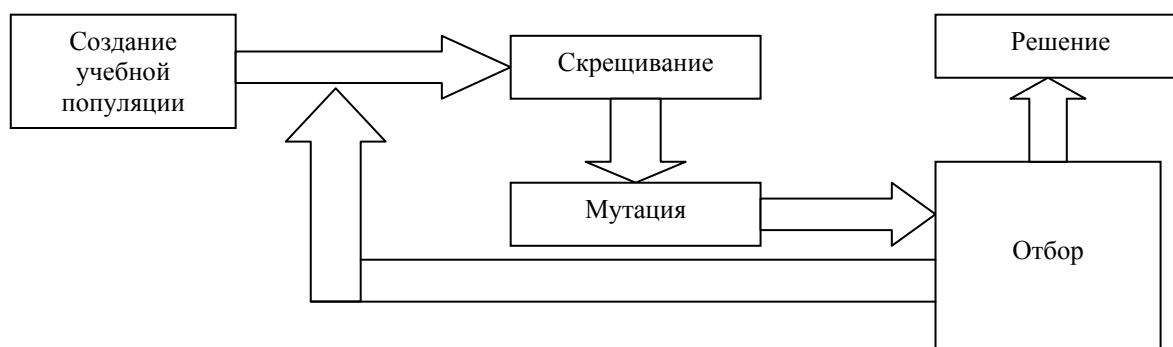 Создание
учебной
популяции
Скрещивание
Решение
Мутация
Отбор